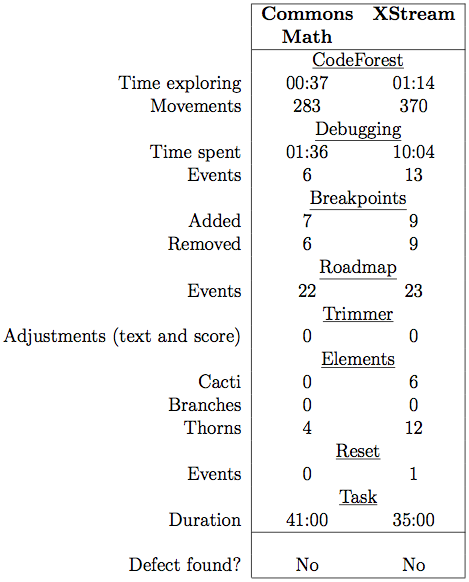 Commons XStream
Math
CodeForest
Time exploring 00:37 01:14
Movements 283 370
Debugging
Time spent 01:36 10:04
Events 6 13
Breakpoints
Added 7 9
Removed 6 9
Roadmap
Events 22 23
Trimmer
Adjustments (text and score) 0 0
Elements
Cacti 0 6
Branches 0 0
Thorns 4 12
Reset
Events 0 1
Task
Duration 41:00 35:00
Defect found? No No